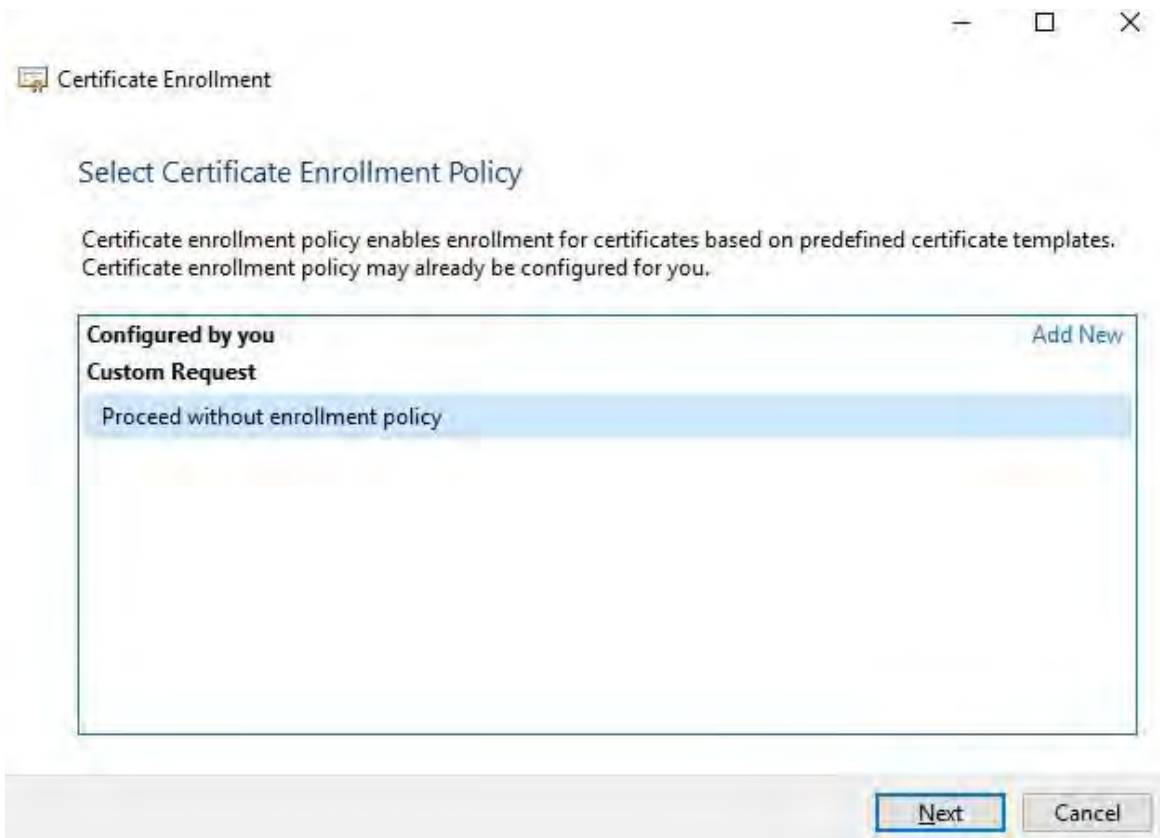 Certificate Enrollment
Select Certificate Enrollment Policy
Certificate enrollment policy enables enrollment for certificates based on predefined certificate templates.
Certificate enrollment policy may already be configured for you.
Configured by you Add New
Custom Request
Proceed without enrollment policy
Next Cancel